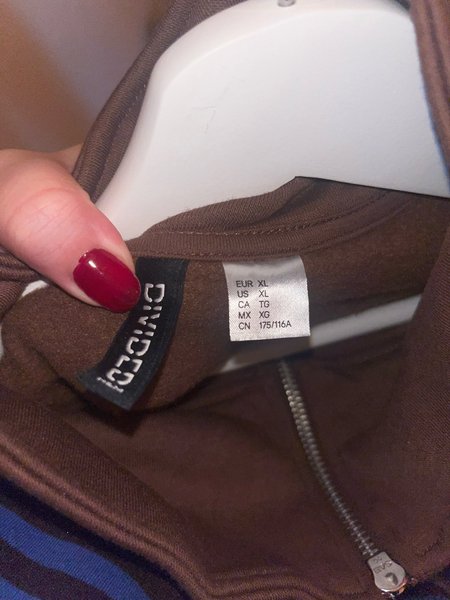 DIVIDED
EUR XL
US XL
CA TG
MX XG
CN 175/116A